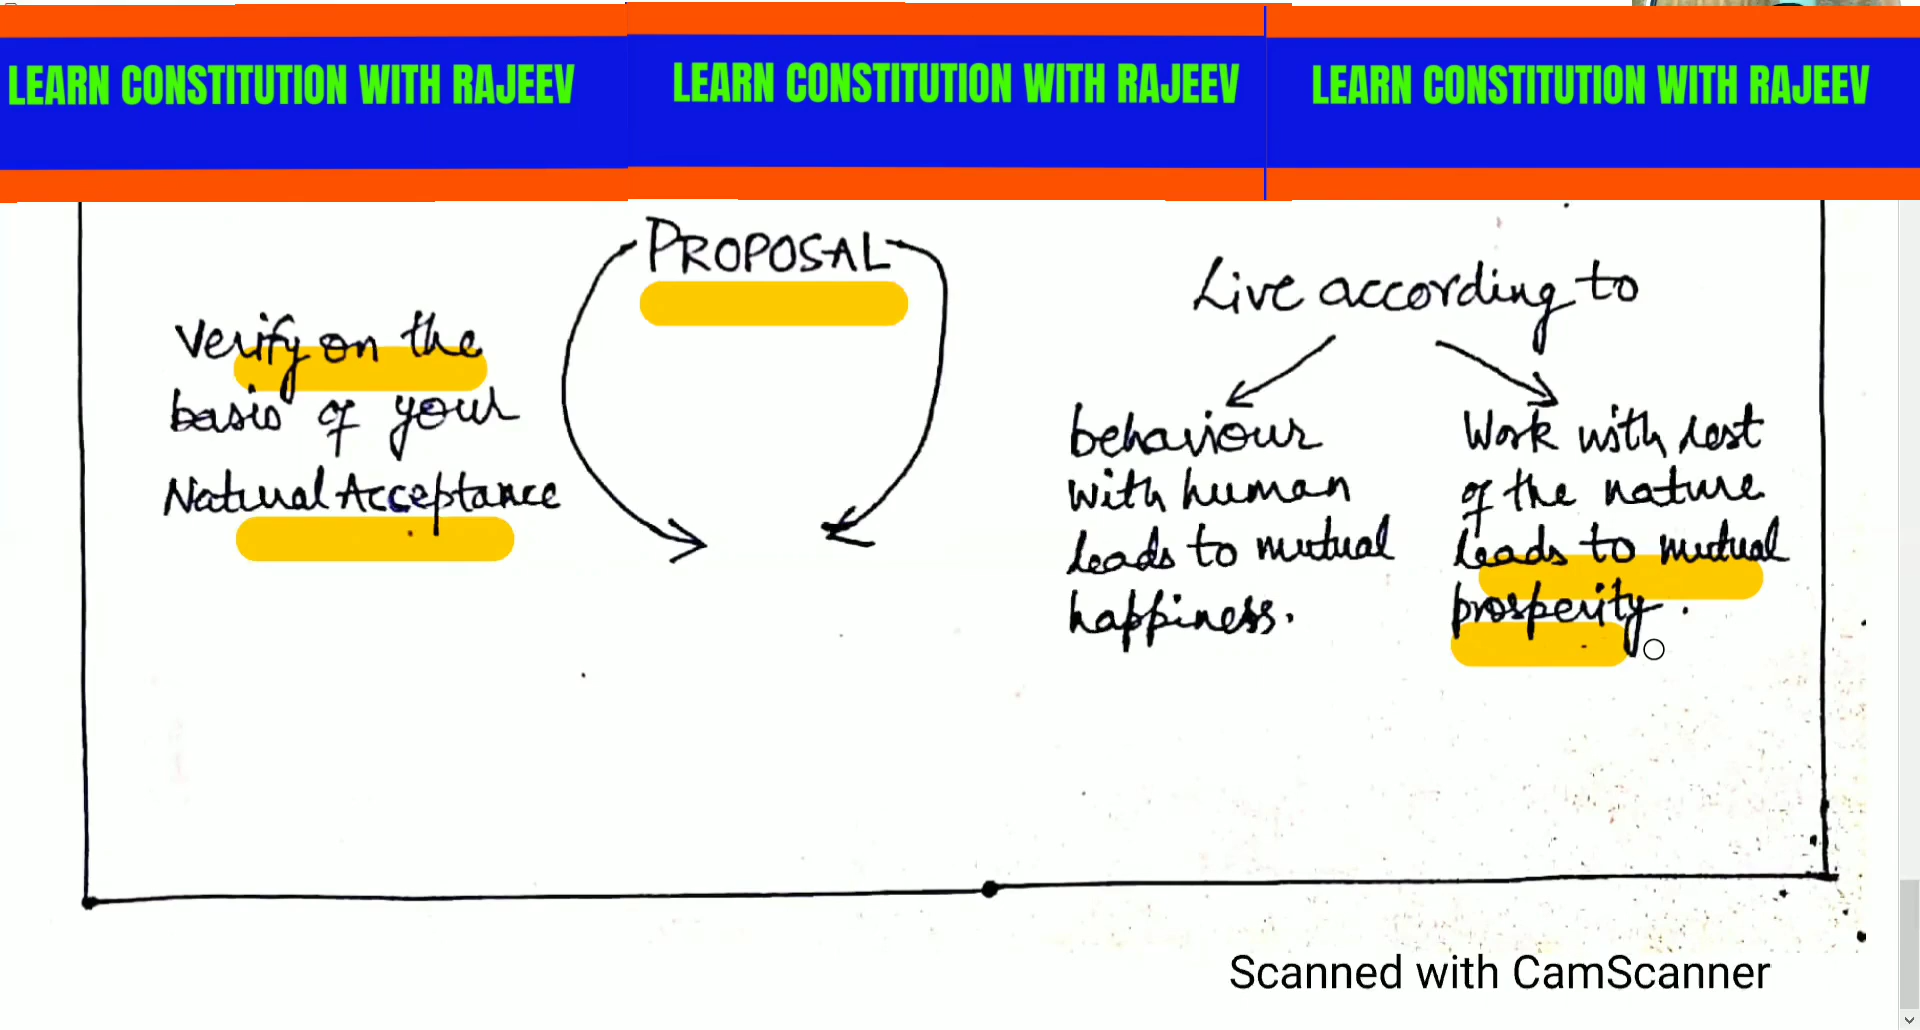 LEARN CONSTITUTION WITH RAJEEV LEARN CONSTITUTION WITH RAJEEV LEARN CONSTITUTION WITH RAJEEV
PROPOSAL
Verify on the
basis of your
Natural Acceptance
Live according to
behaviour
with human
leads to mutual
happiness.
Work with rest
of the nature
leads to mutual
prosperity.
Scanned with CamScanner